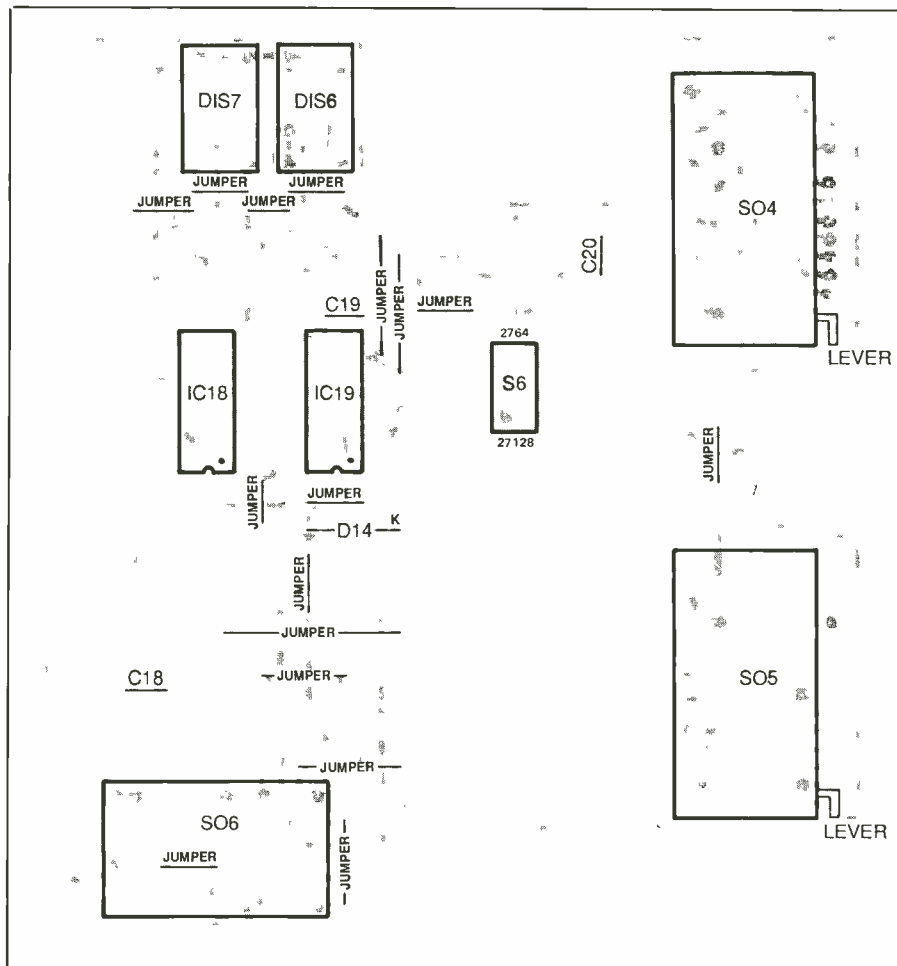 DIS7 DIS6
JUMPER JUMPER
JUMPER JUMPER
SO4
C20
JUMPER
JUMPER
JUMPER
C19
2764
LEVER
IC18 IC19
S6
27128
JUMPER
JUMPER
JUMPER
K
D14
JUMPER
JUMPER
JUMPER
C18
SO5
JUMPER
SO6
LEVER
JUMPER
JUMPER